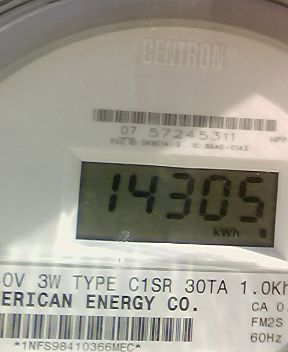 CENTRON
07 57245311
14305
kWh
0V 3W TYPE C1SR 30TA 1.0Kh
ERICAN ENERGY CO.
CA 0.
FM2S
60Hz
*1NFS98410366MEC*